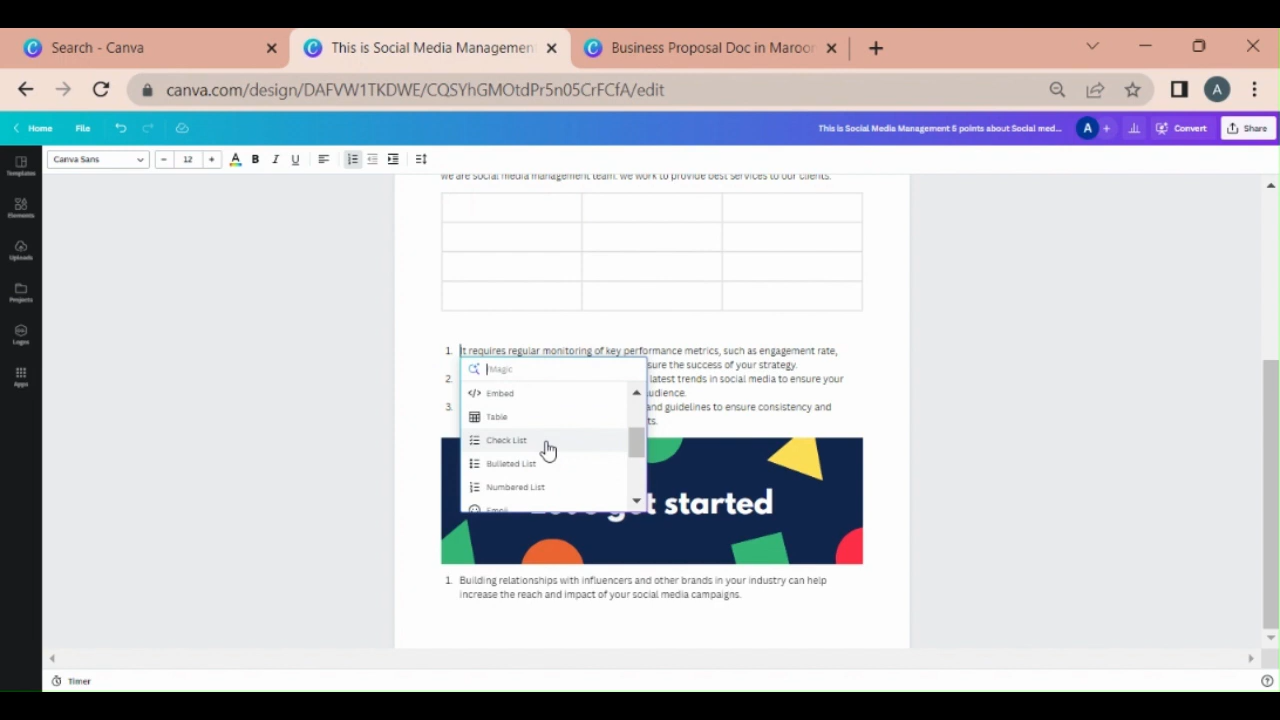 Search - Canva
This is Social Media Managemen
Business Proposal Doc in Maroor
canva.com/design/DAFVW1TKDWE/CQSYhGMOtdPr5n05CrFCfA/edit
A
Home
File
This is Social Media Management 6 points about Social med...
A
Convert
Share
Canva Sans
12
Templates
Elements
Uploads
Projects
Logos
Apps
we are social media management team. we work to provide best services to our clients.
1. It requires regular monitoring of key performance metrics, such as engagement rate,
sure the success of your strategy.
2. latest trends in social media to ensure your
udience.
3. and guidelines to ensure consistency and
ts.
Magic
Embed
Table
Check List
Bulleted List
Numbered List
Emoji
get started
1. Building relationships with influencers and other brands in your industry can help
increase the reach and impact of your social media campaigns.
Timer